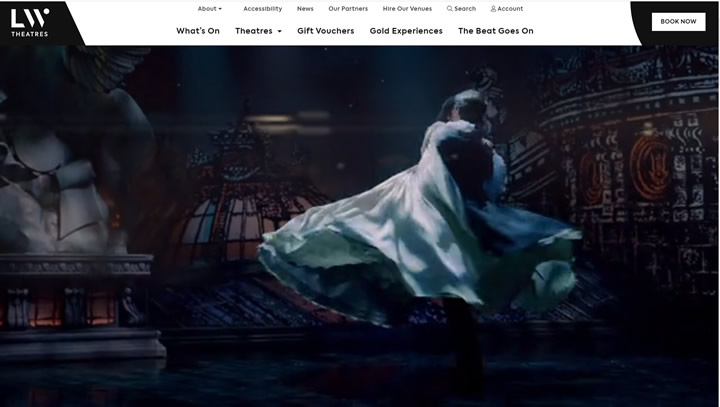 LW
THEATRES
About
Accessibility
News
Our Partners
Hire Our Venues
Search
Account
What's On
Theatres
Gift Vouchers
Gold Experiences
The Beat Goes On
BOOK NOW